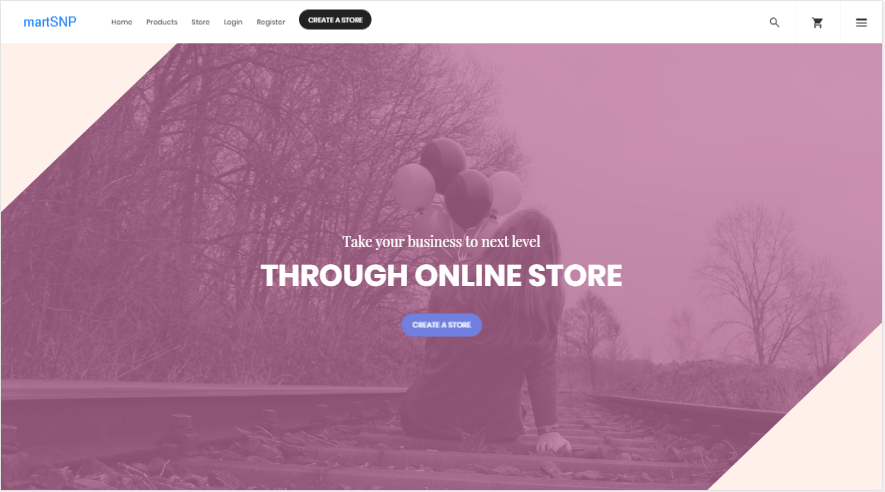 martSNP
Home
Products
Store
Login
Register
CREATE A STORE
Take your business to next level
THROUGH ONLINE STORE
CREATE A STORE